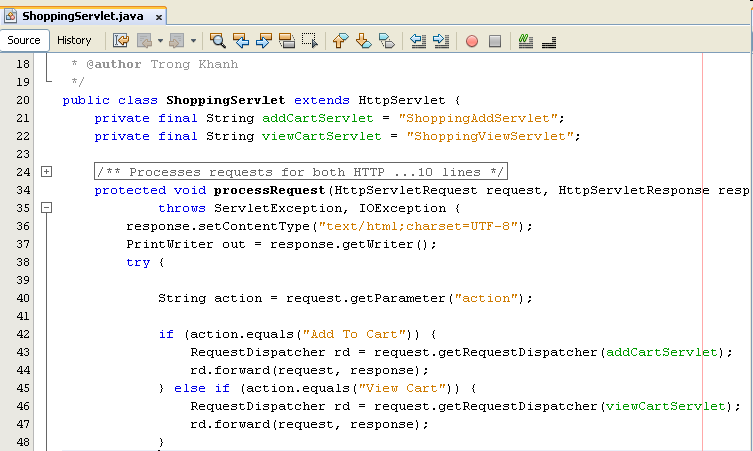 ShoppingServlet.java x
Source History
18 * @author Trong Khanh
19 */
20 public class ShoppingServlet extends HttpServlet {
21 private final String addCartServlet = "ShoppingAddServlet";
22 private final String viewCartServlet = "ShoppingViewServlet";
23
24 /** Processes requests for both HTTP ...10 lines */
34 protected void processRequest(HttpServletRequest request, HttpServletResponse resp
35 throws ServletException, IOException {
36 response.setContentType("text/html;charset=UTF-8");
37 PrintWriter out = response.getWriter();
38 try {
39
40 String action = request.getParameter("action");
41
42 if (action.equals("Add To Cart")) {
43 RequestDispatcher rd = request.getRequestDispatcher(addCartServlet);
44 rd.forward(request, response);
45 } else if (action.equals("View Cart")) {
46 RequestDispatcher rd = request.getRequestDispatcher(viewCartServlet);
47 rd.forward(request, response);
48 }